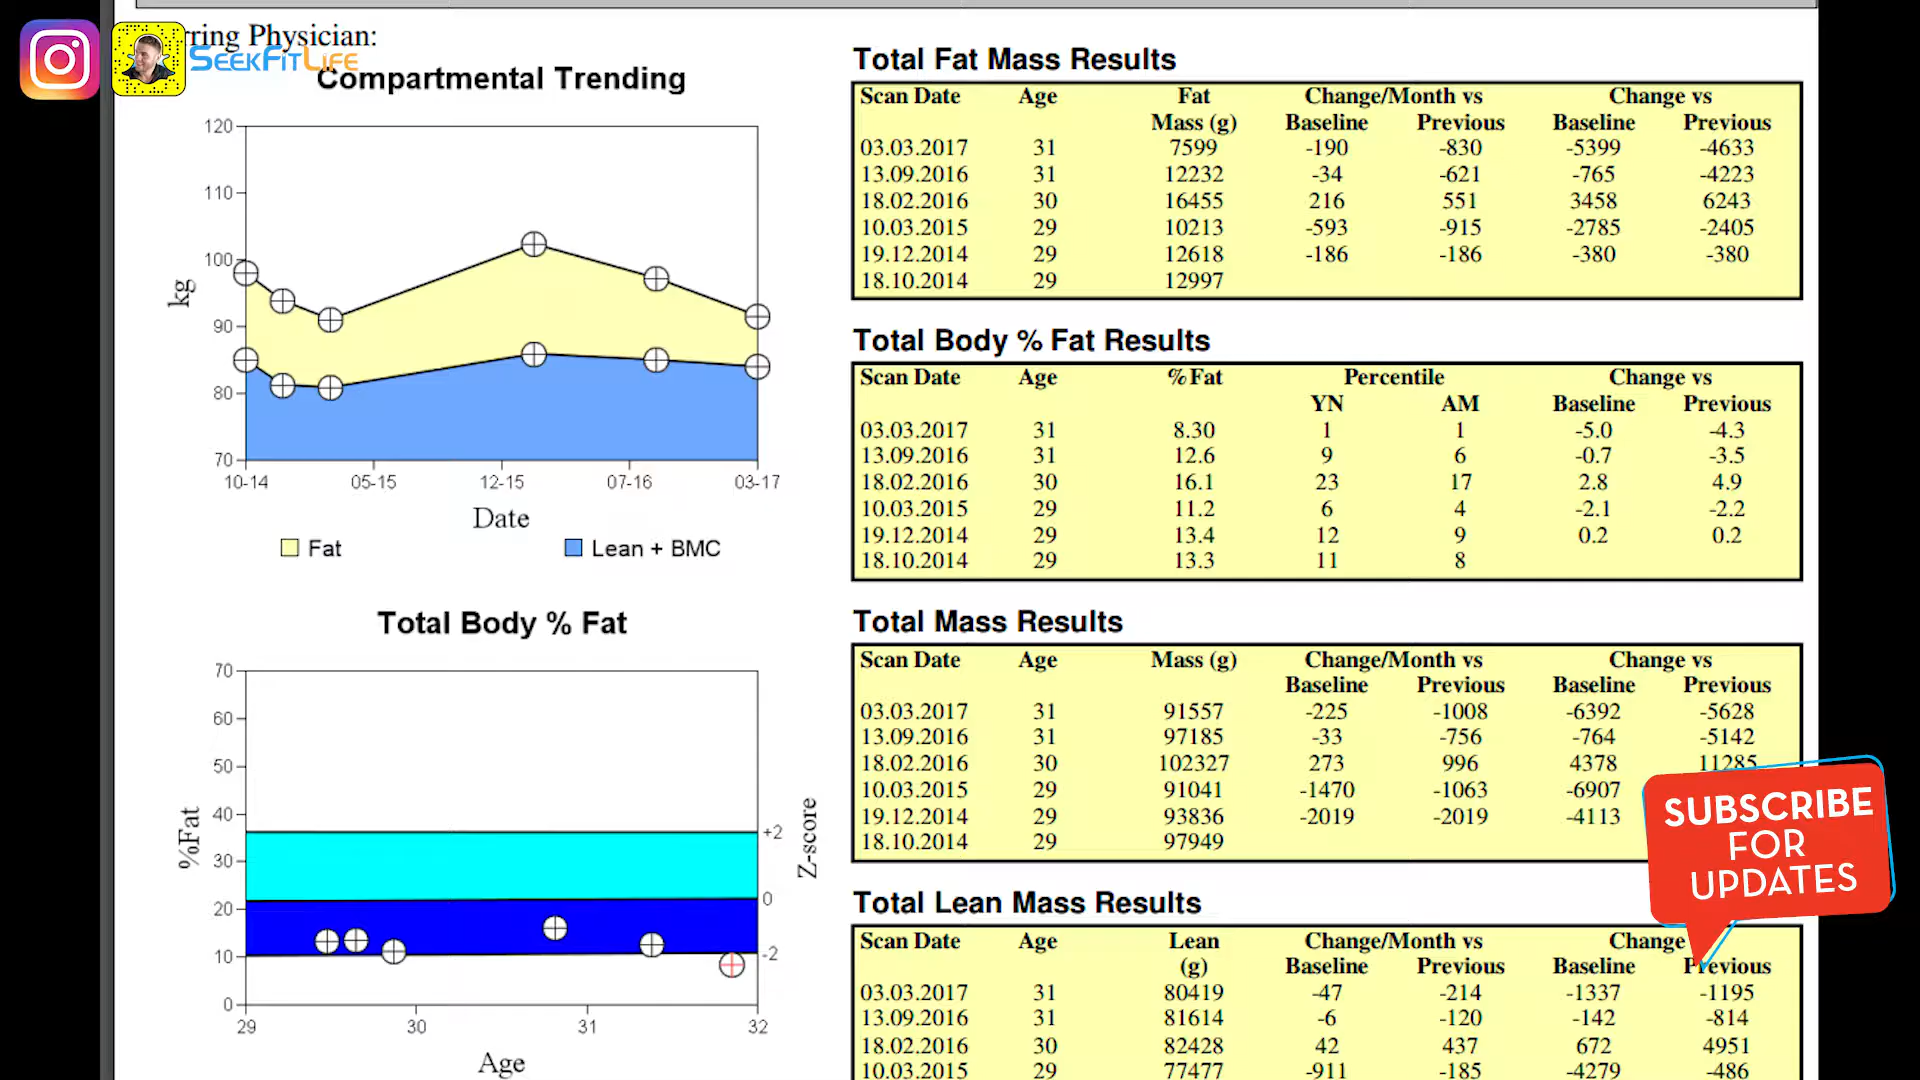 rring Physician:
SEEKFITLIFE
Compartmental Trending
120
110
100
90
80
70
kg
10-14 05-15 12-15 07-16 03-17
Date
Fat Lean + BMC
Total Body % Fat
70
60
50
40
30
20
10
0
%Fat
+2
0
-2
Z-score
29 30 31 32
Age
Total Fat Mass Results
Scan Date Age Fat Change/Month vs Change vs
Mass (g) Baseline Previous Baseline Previous
03.03.2017 31 7599 -190 -830 -5399 -4633
13.09.2016 31 12232 -34 -621 -765 -4223
18.02.2016 30 16455 216 551 3458 6243
10.03.2015 29 10213 -593 -915 -2785 -2405
19.12.2014 29 12618 -186 -186 -380 -380
18.10.2014 29 12997
Total Body % Fat Results
Scan Date Age %Fat Percentile Change vs
YN AM Baseline Previous
03.03.2017 31 8.30 1 1 -5.0 -4.3
13.09.2016 31 12.6 9 6 -0.7 -3.5
18.02.2016 30 16.1 23 17 2.8 4.9
10.03.2015 29 11.2 6 4 -2.1 -2.2
19.12.2014 29 13.4 12 9 0.2 0.2
18.10.2014 29 13.3 11 8
Total Mass Results
Scan Date Age Mass (g) Change/Month vs Change vs
Baseline Previous Baseline Previous
03.03.2017 31 91557 -225 -1008 -6392 -5628
13.09.2016 31 97185 -33 -756 -764 -5142
18.02.2016 30 102327 273 996 4378 11285
10.03.2015 29 91041 -1470 -1063 -6907
19.12.2014 29 93836 -2019 -2019 -4113
18.10.2014 29 97949
SUBSCRIBE
FOR
UPDATES
Total Lean Mass Results
Scan Date Age Lean Change/Month vs Change
(g) Baseline Previous Baseline Previous
03.03.2017 31 80419 -47 -214 -1337 -1195
13.09.2016 31 81614 -6 -120 -142 -814
18.02.2016 30 82428 42 437 672 4951
10.03.2015 29 77477 -911 -185 -4279 -486